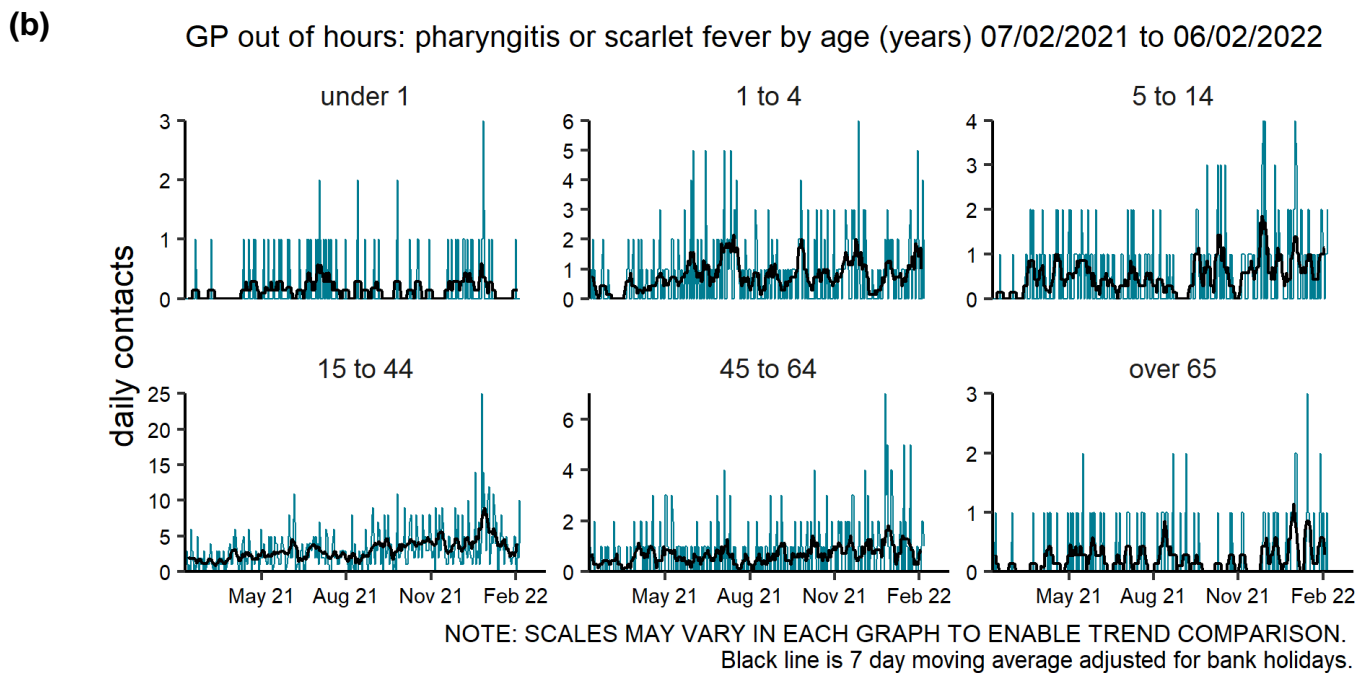 (b)
GP out of hours: pharyngitis or scarlet fever by age (years) 07/02/2021 to 06/02/2022
daily contacts
under 1
3
2
1
0
1 to 4
6
5
4
3
2
1
0
5 to 14
4
3
2
1
0
15 to 44
25
20
15
10
5
0
May 21 Aug 21 Nov 21 Feb 22
45 to 64
6
4
2
0
May 21 Aug 21 Nov 21 Feb 22
over 65
3
2
1
0
May 21 Aug 21 Nov 21 Feb 22
NOTE: SCALES MAY VARY IN EACH GRAPH TO ENABLE TREND COMPARISON.
Black line is 7 day moving average adjusted for bank holidays.